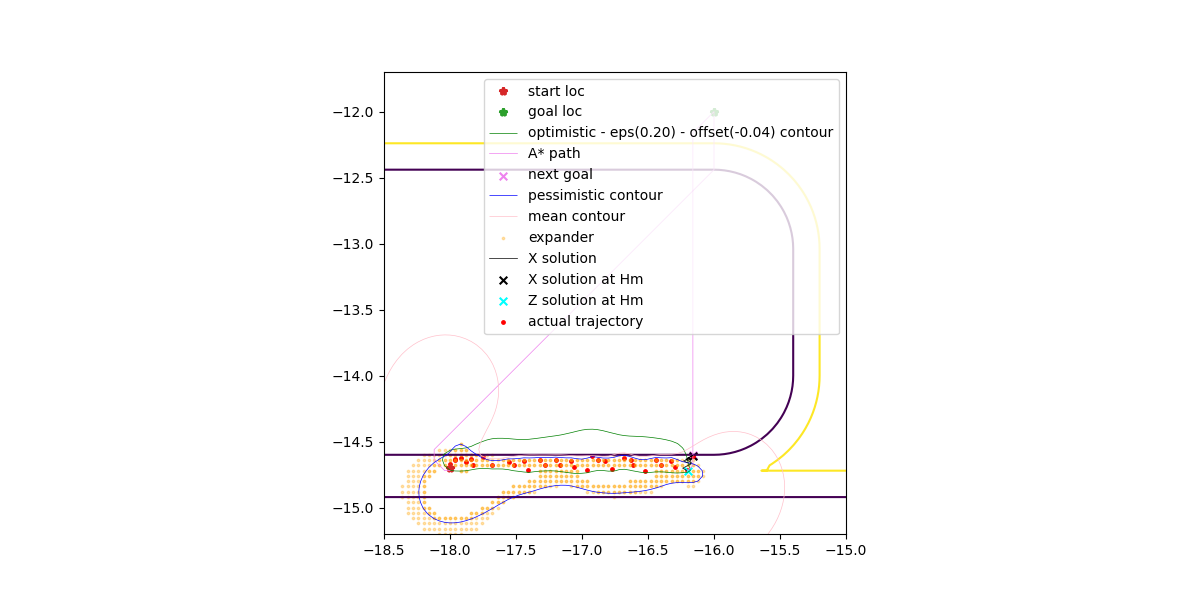 start loc
goal loc
optimistic - eps(0.20) - offset(-0.04) contour
A* path
next goal
pessimistic contour
mean contour
expander
X solution
X solution at Hm
Z solution at Hm
actual trajectory
−12.0
−12.5
−13.0
−13.5
−14.0
−14.5
−15.0
−18.5 −18.0 −17.5 −17.0 −16.5 −16.0 −15.5 −15.0